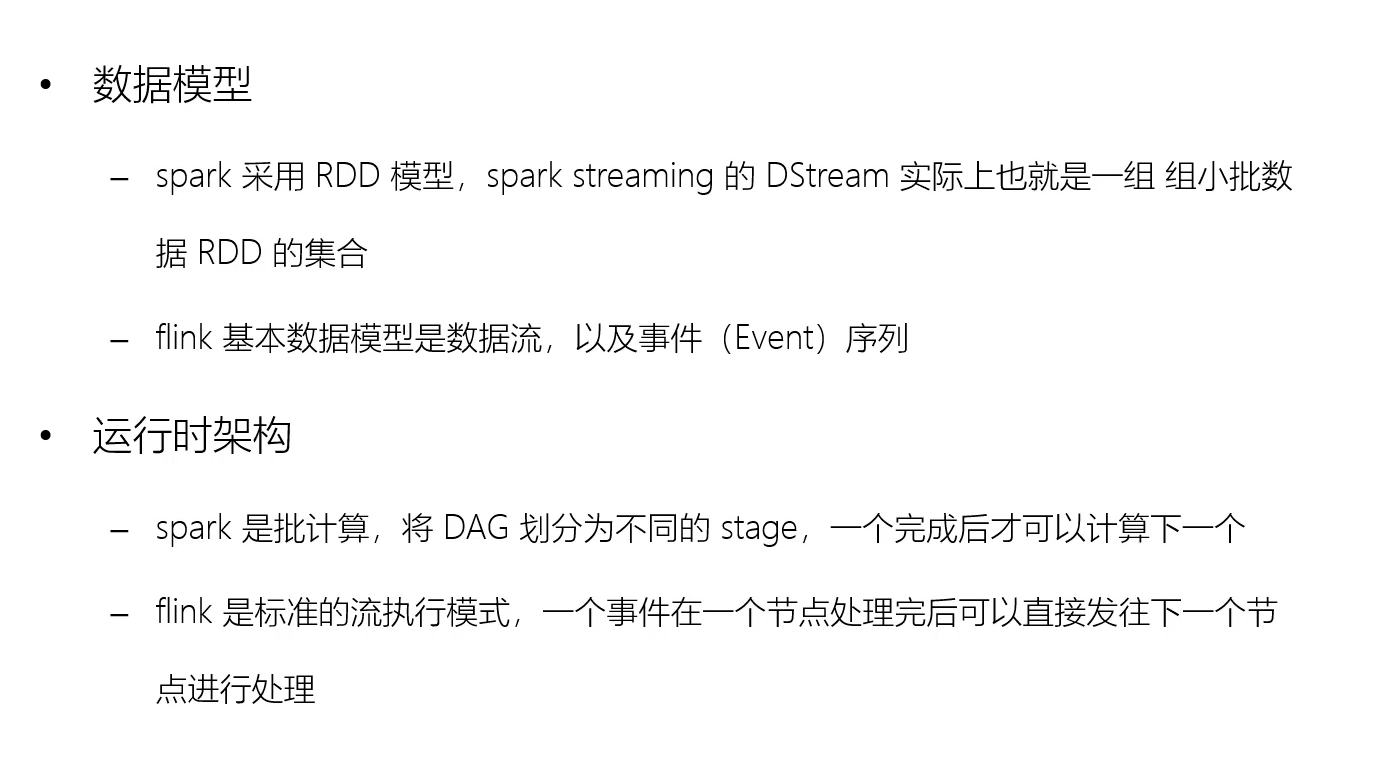 • 数据模型
– spark 采用 RDD 模型，spark streaming 的 DStream 实际上也就是一组 组小批数
据 RDD 的集合
– flink 基本数据模型是数据流，以及事件（Event）序列
• 运行时架构
– spark 是批计算，将 DAG 划分为不同的 stage，一个完成后才可以计算下一个
– flink 是标准的流执行模式，一个事件在一个节点处理完后可以直接发往下一个节
点进行处理